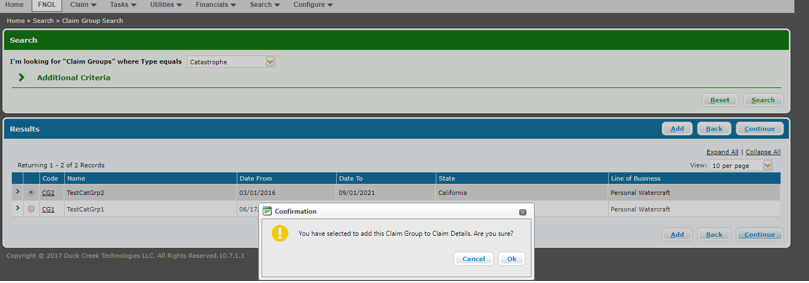 Home FNOL Claim Tasks Utilities Financials Search Configure
Home » Search » Claim Group Search
Search
I'm looking for "Claim Groups" where Type equals Catastrophe
Additional Criteria
Reset Search
Results Add Back Continue
Expand All | Collapse All
Returning 1 - 2 of 2 Records View: 10 per page
Code Name Date From Date To State Line of Business
CG2 TestCatGrp2 03/01/2016 09/01/2021 California Personal Watercraft
CG1 TestCatGrp1 06/17, Personal Watercraft
Confirmation
You have selected to add this Claim Group to Claim Details. Are you sure?
Cancel Ok
Add Back Continue
Copyright © 2017 Duck Creek Technologies LLC. All Rights Reserved.10.7.1.1